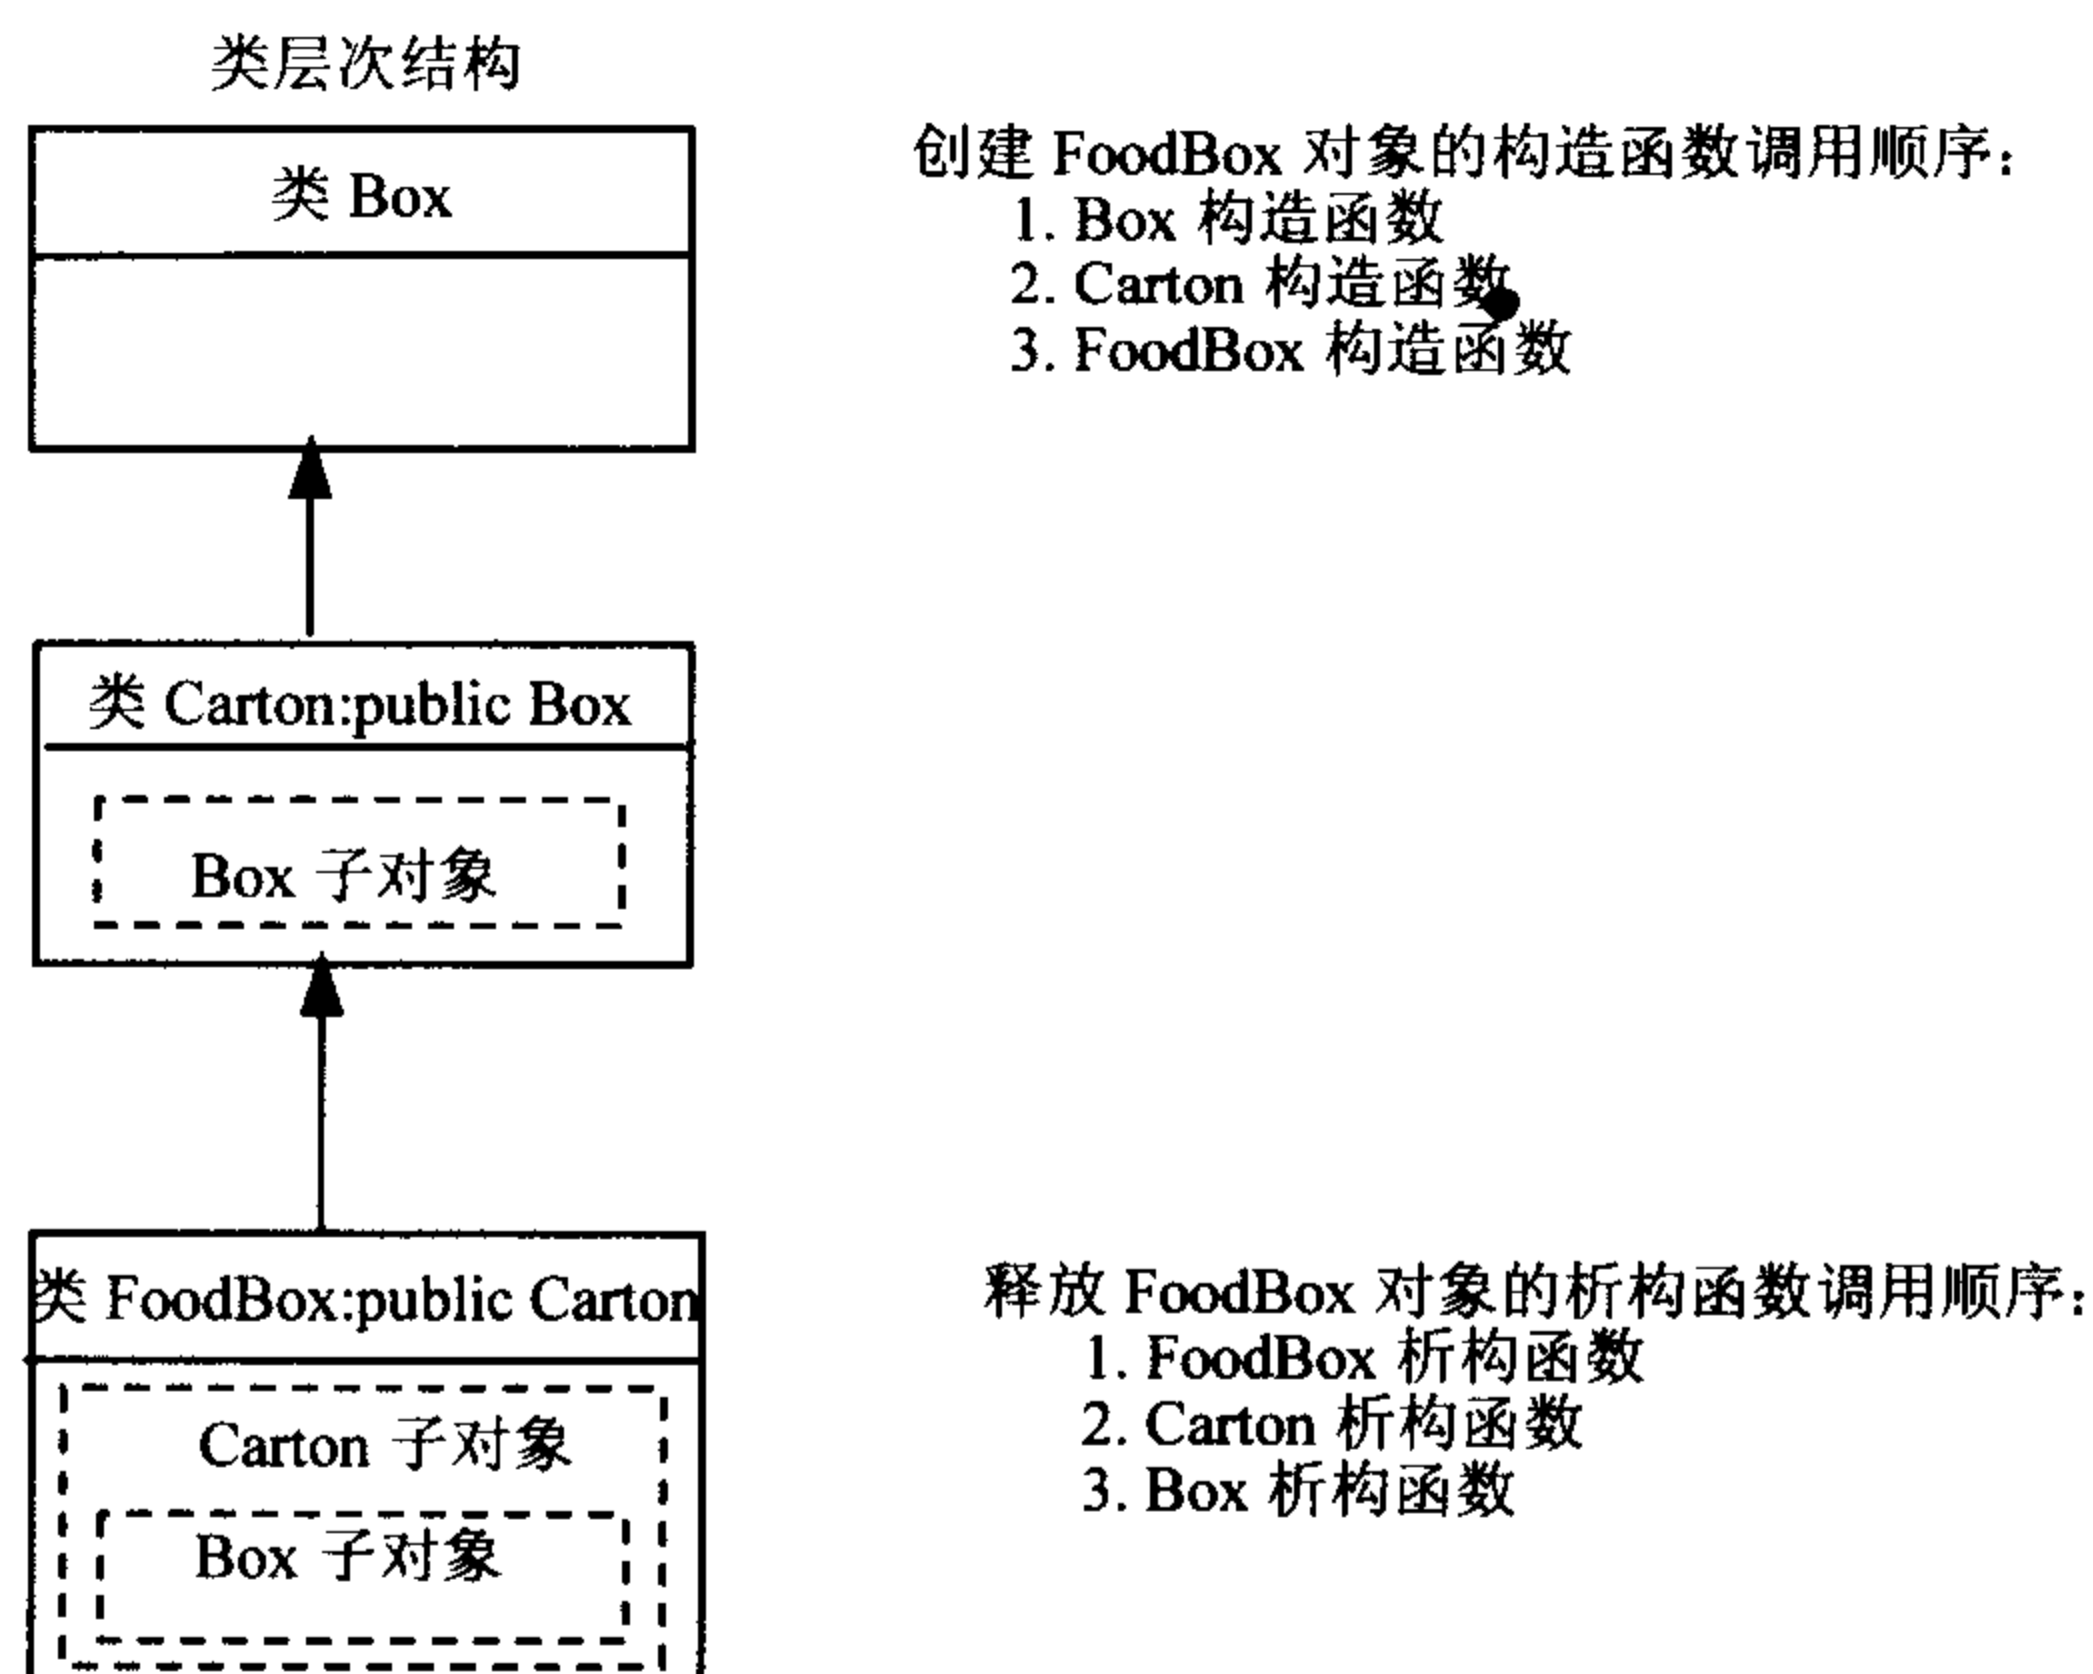 类层次结构
类 Box
创建 FoodBox 对象的构造函数调用顺序：
1. Box 构造函数
2. Carton 构造函数
3. FoodBox 构造函数
类 Carton:public Box
Box 子对象
类 FoodBox:public Carton
Carton 子对象
Box 子对象
释放 FoodBox 对象的析构函数调用顺序：
1. FoodBox 析构函数
2. Carton 析构函数
3. Box 析构函数